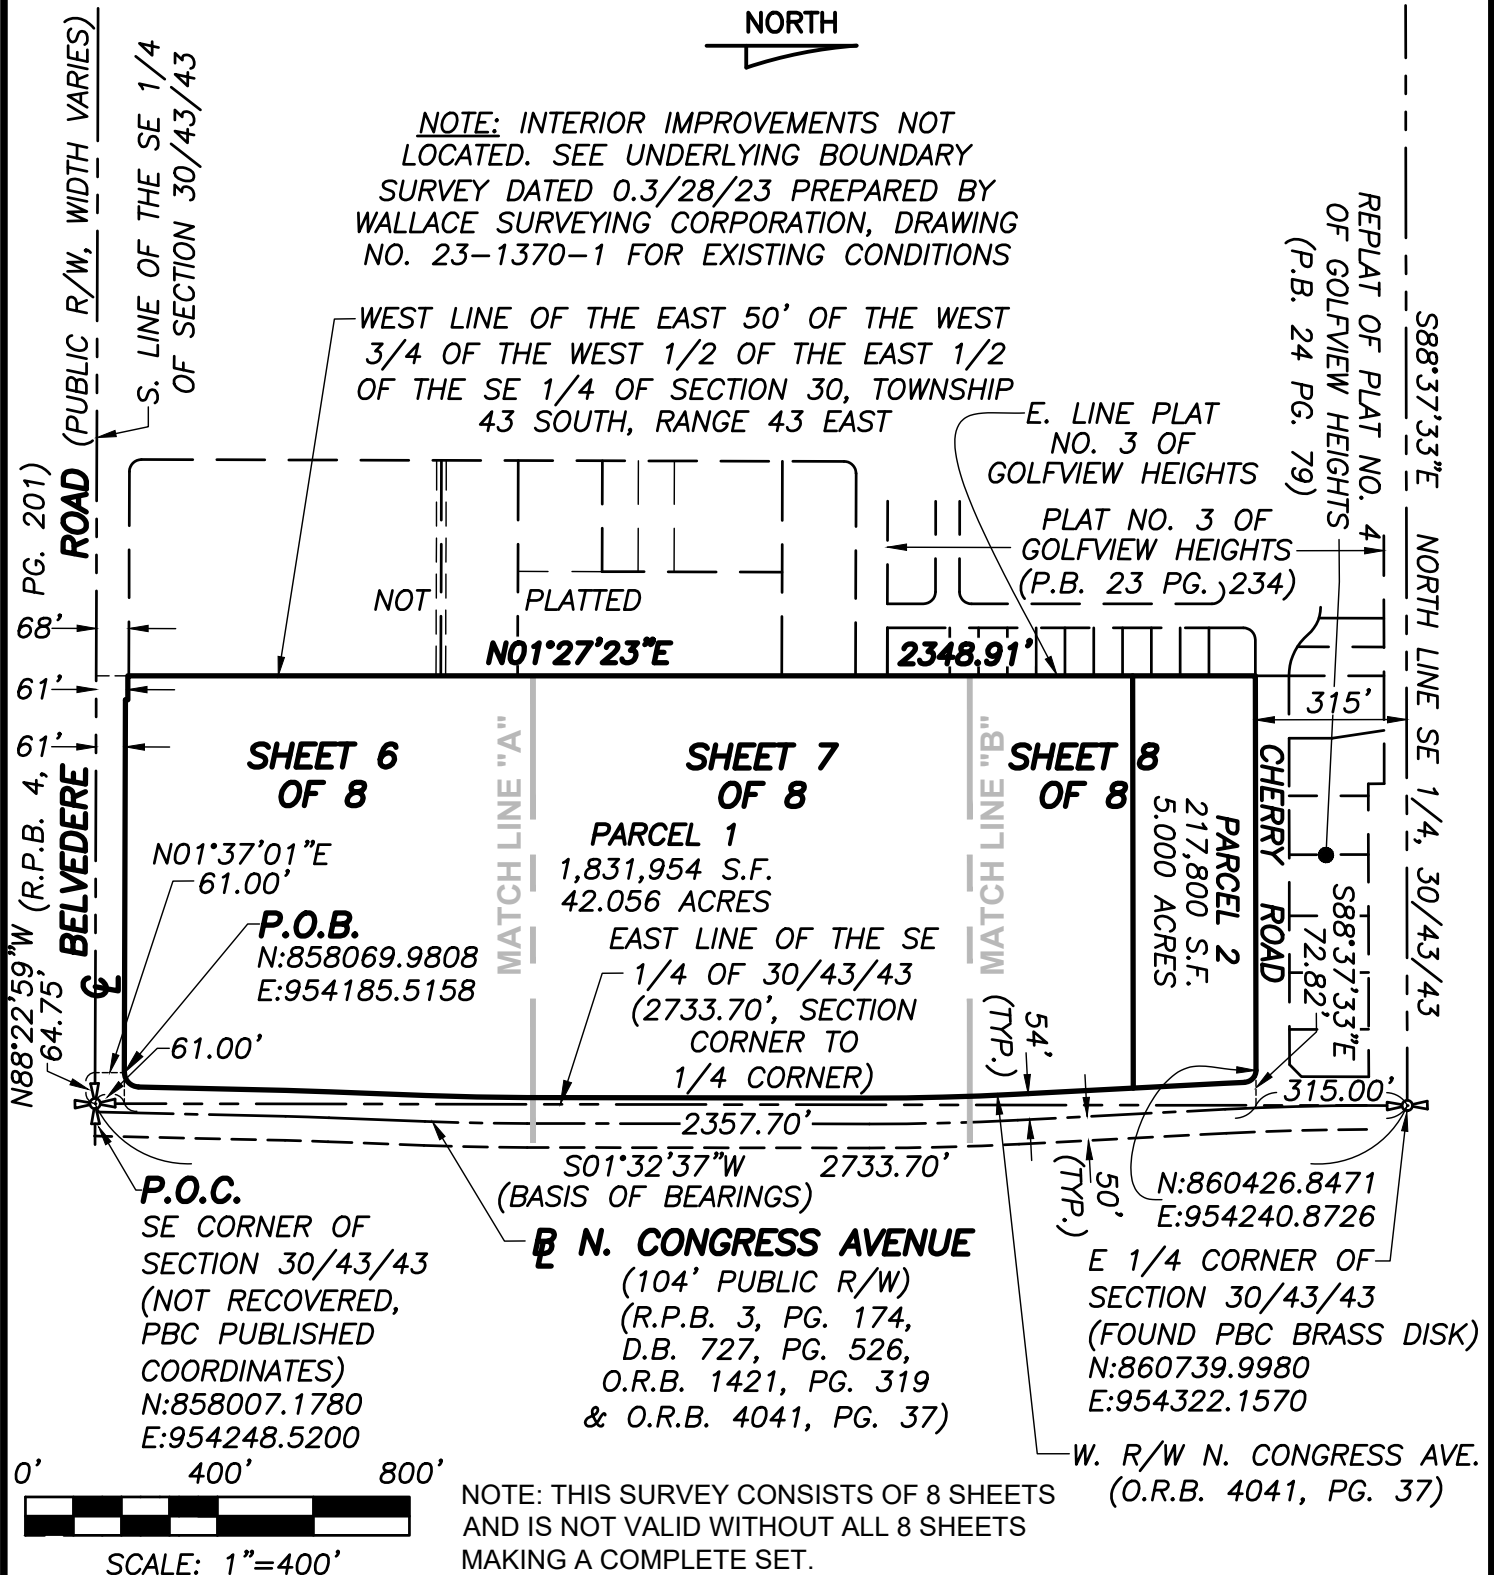 NORTH
NOTE: INTERIOR IMPROVEMENTS NOT
LOCATED. SEE UNDERLYING BOUNDARY
SURVEY DATED 0.3/28/23 PREPARED BY
WALLACE SURVEYING CORPORATION, DRAWING
NO. 23-1370-1 FOR EXISTING CONDITIONS
WEST LINE OF THE EAST 50' OF THE WEST
3/4 OF THE WEST 1/2 OF THE EAST 1/2
OF THE SE 1/4 OF SECTION 30, TOWNSHIP
43 SOUTH, RANGE 43 EAST
S. LINE OF THE SE 1/4
OF SECTION 30/43/43
BELVEDERE ROAD (PUBLIC R/W, WIDTH VARIES)
(R.P.B. 4, PG. 201)
N88°22'59"W
64.75'
CL
68'
61'
61'
E. LINE PLAT
NO. 3 OF
GOLFVIEW HEIGHTS
PLAT NO. 3 OF
GOLFVIEW HEIGHTS
(P.B. 23 PG. 234)
REPLAT OF PLAT NO. 4
OF GOLFVIEW HEIGHTS
(P.B. 24 PG. 79)
S88°37'33"E NORTH LINE SE 1/4, 30/43/43
NOT PLATTED
N01°27'23"E 2348.91'
315'
SHEET 6
OF 8
MATCH LINE "A"
SHEET 7
OF 8
MATCH LINE "B"
SHEET 8
OF 8
PARCEL 1
1,831,954 S.F.
42.056 ACRES
PARCEL 2
217,800 S.F.
5.000 ACRES
CHERRY ROAD
S88°37'33"E
72.82'
N01°37'01"E
61.00'
P.O.B.
N:858069.9808
E:954185.5158
61.00'
EAST LINE OF THE SE
1/4 OF 30/43/43
(2733.70', SECTION
CORNER TO
1/4 CORNER)
54'
(TYP.)
315.00'
2357.70'
S01°32'37"W 2733.70'
(BASIS OF BEARINGS)
50'
(TYP.)
N:860426.8471
E:954240.8726
P.O.C.
SE CORNER OF
SECTION 30/43/43
(NOT RECOVERED,
PBC PUBLISHED
COORDINATES)
N:858007.1780
E:954248.5200
BL N. CONGRESS AVENUE
(104' PUBLIC R/W)
(R.P.B. 3, PG. 174,
D.B. 727, PG. 526,
O.R.B. 1421, PG. 319
& O.R.B. 4041, PG. 37)
E 1/4 CORNER OF
SECTION 30/43/43
(FOUND PBC BRASS DISK)
N:860739.9980
E:954322.1570
W. R/W N. CONGRESS AVE.
(O.R.B. 4041, PG. 37)
0' 400' 800'
SCALE: 1"=400'
NOTE: THIS SURVEY CONSISTS OF 8 SHEETS
AND IS NOT VALID WITHOUT ALL 8 SHEETS
MAKING A COMPLETE SET.